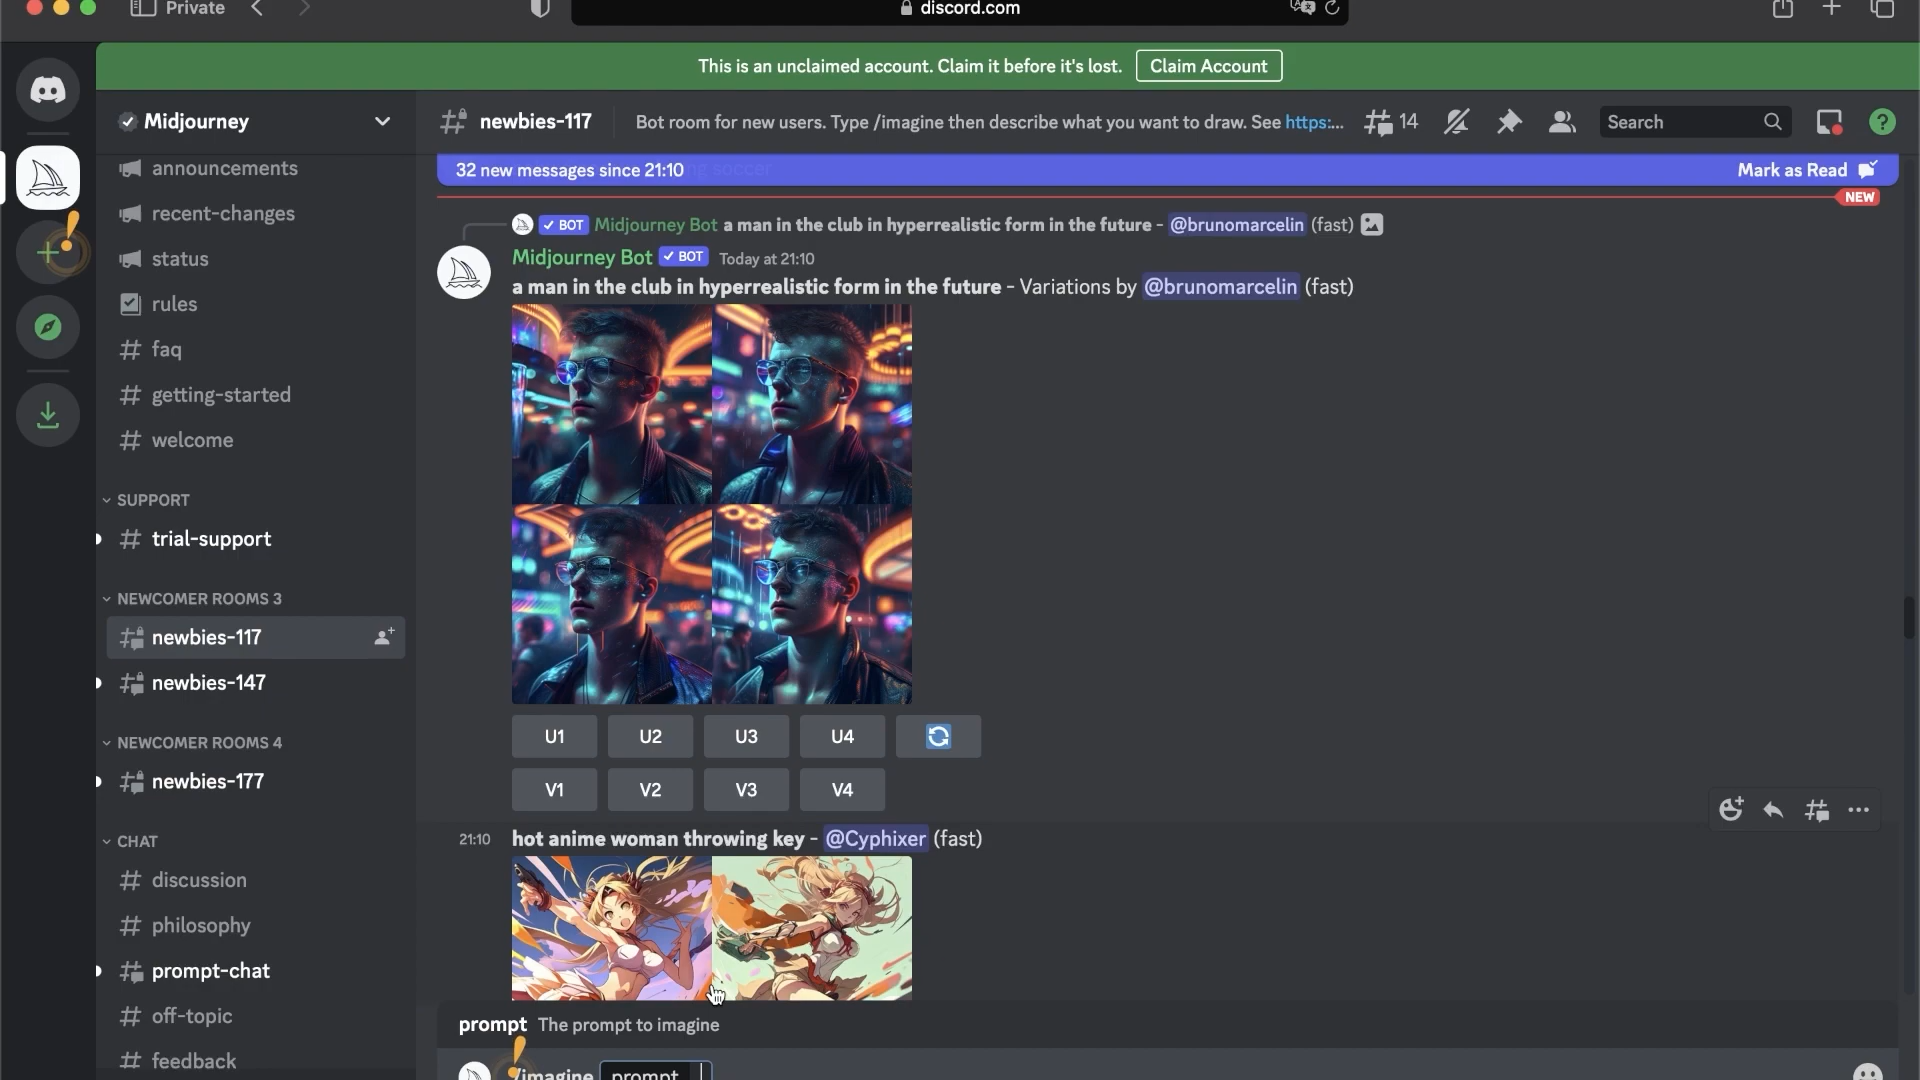 Private
discord.com
This is an unclaimed account. Claim it before it's lost.
Claim Account
Midjourney
newbies-117
Bot room for new users. Type /imagine then describe what you want to draw. See https:...
14
Search
announcements
recent-changes
status
rules
faq
getting-started
welcome
SUPPORT
trial-support
NEWCOMER ROOMS 3
newbies-117
newbies-147
NEWCOMER ROOMS 4
newbies-177
CHAT
discussion
philosophy
prompt-chat
off-topic
feedback
32 new messages since 21:10
Mark as Read
NEW
BOT Midjourney Bot a man in the club in hyperrealistic form in the future - @brunomarcelin (fast)
Midjourney Bot BOT Today at 21:10
a man in the club in hyperrealistic form in the future - Variations by @brunomarcelin (fast)
U1 U2 U3 U4
V1 V2 V3 V4
21:10 hot anime woman throwing key - @Cyphixer (fast)
prompt The prompt to imagine
/imagine prompt